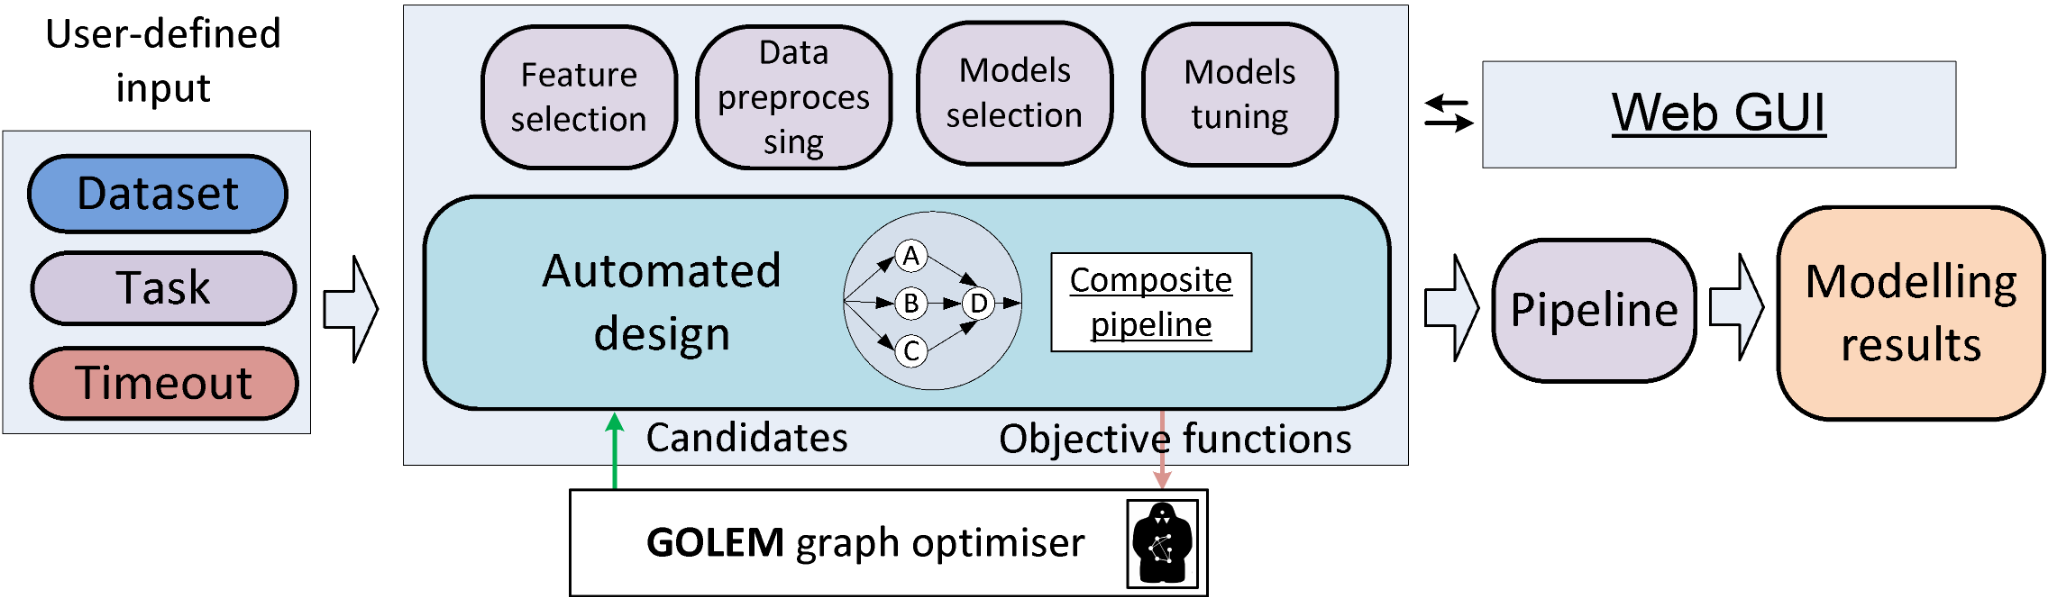 User-defined
input
Dataset
Task
Timeout
Feature
selection
Data
preproces
sing
Models
selection
Models
tuning
Automated
design
A
B
C
D
Composite
pipeline
Candidates
Objective functions
GOLEM graph optimiser
Web GUI
Pipeline
Modelling
results